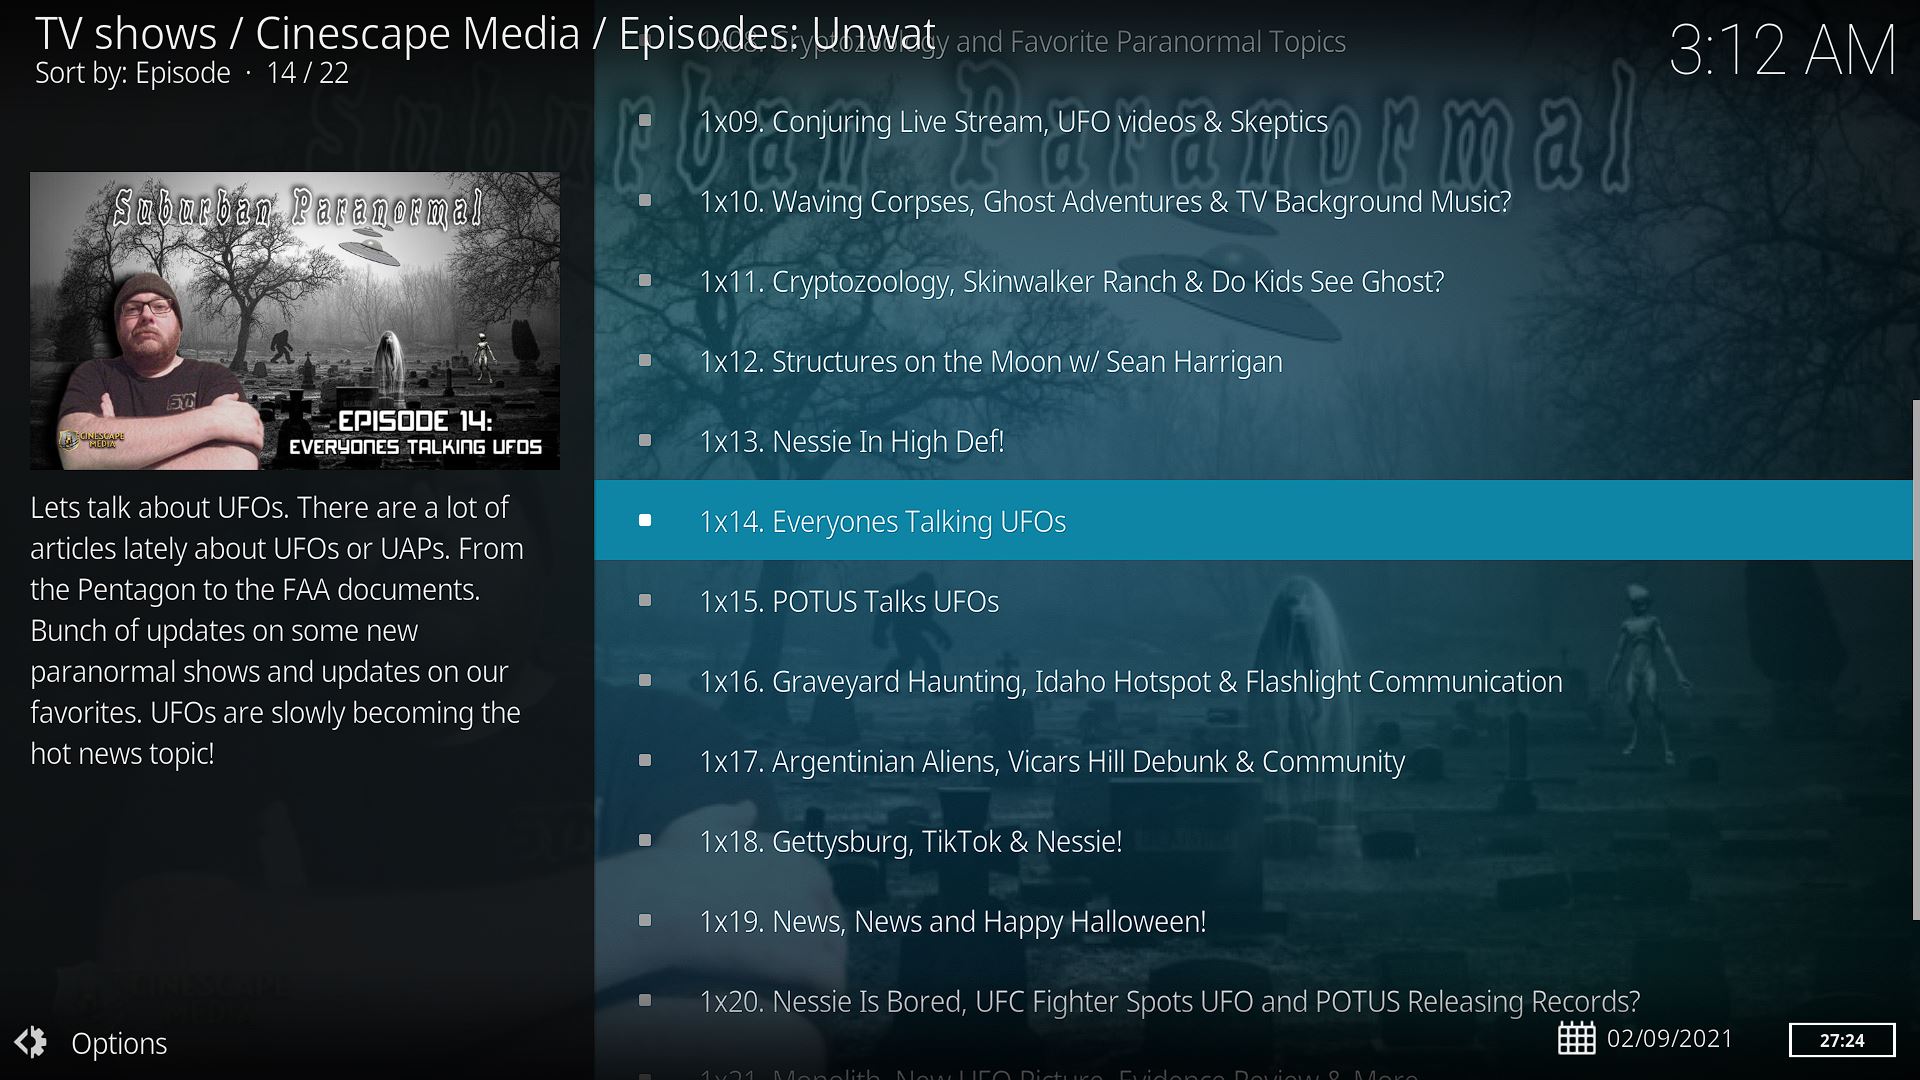 TV shows / Cinescape Media / Episodes: Unwat
Sort by: Episode · 14 / 22
3:12 AM
Suburban Paranormal
Suburban Paranormal
EPISODE 14:
EVERYONES TALKING UFOS
CINESCAPE
MEDIA
Lets talk about UFOs. There are a lot of
articles lately about UFOs or UAPs. From
the Pentagon to the FAA documents.
Bunch of updates on some new
paranormal shows and updates on our
favorites. UFOs are slowly becoming the
hot news topic!
1x08. Cryptozoology and Favorite Paranormal Topics
1x09. Conjuring Live Stream, UFO videos & Skeptics
1x10. Waving Corpses, Ghost Adventures & TV Background Music?
1x11. Cryptozoology, Skinwalker Ranch & Do Kids See Ghost?
1x12. Structures on the Moon w/ Sean Harrigan
1x13. Nessie In High Def!
1x14. Everyones Talking UFOs
1x15. POTUS Talks UFOs
1x16. Graveyard Haunting, Idaho Hotspot & Flashlight Communication
1x17. Argentinian Aliens, Vicars Hill Debunk & Community
1x18. Gettysburg, TikTok & Nessie!
1x19. News, News and Happy Halloween!
1x20. Nessie Is Bored, UFC Fighter Spots UFO and POTUS Releasing Records?
1x21. Monolith, New UFO Picture, Evidence Review & More
CINESCAPE
MEDIA
Options
02/09/2021
27:24